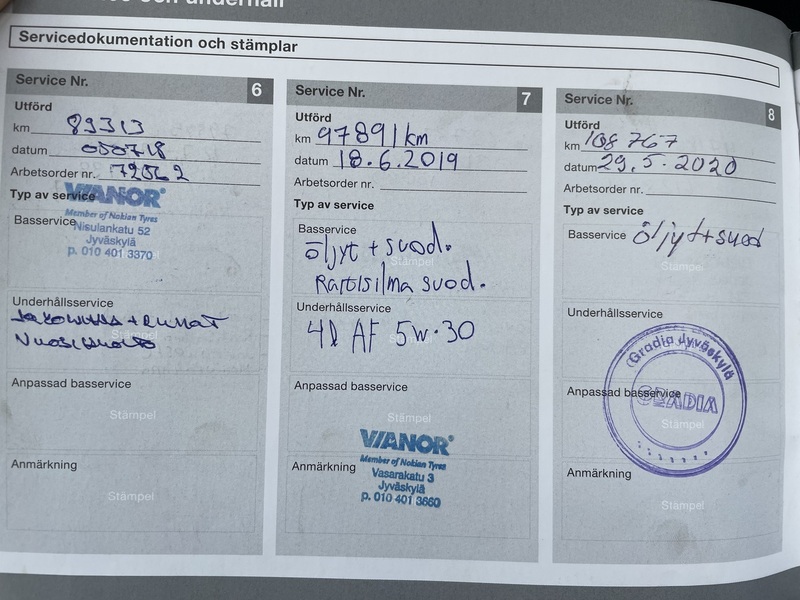 och underhåll
Servicedokumentation och stämplar
Service Nr. 6
Utförd
km 89313
datum 050718
Arbetsorder nr. 72562
Typ av service
VIANOR
Member of Nokian Tyres
Nisulankatu 52
Jyväskylä
p. 010 401 3370
Basservice
Underhållsservice
+
Vuosihuolto
Anpassad basservice
Stämpel
Anmärkning
Stämpel
Service Nr. 7
Utförd
km 97891 km
datum 18.6.2019
Arbetsorder nr.
Typ av service
Basservice
öljyt + suod.
Stämpel
Raitisilma suod.
Underhållsservice
4l AF 5w-30
Anpassad basservice
Stämpel
VIANOR
Member of Nokian Tyres
Vasarakatu 3
Jyväskylä
p. 010 401 3660
Anmärkning
Service Nr. 8
Utförd
km 108 767
datum 29.5.2020
Arbetsorder nr.
Typ av service
Basservice öljyt+suod
Stämpel
Underhållsservice
Gradia Jyväskylä
GRADIA
Anpassad basservice
Stämpel
Anmärkning
Stämpel